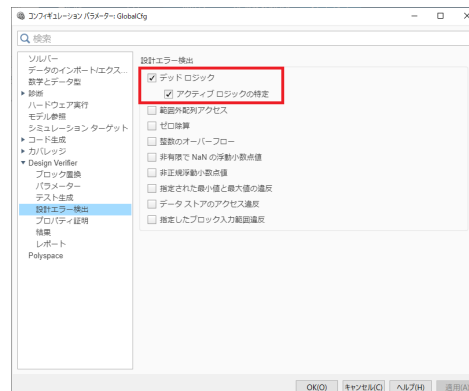 コンフィギュレーション パラメーター: GlobalCfg
検索
ソルバー
データのインポート/エクス...
数学とデータ型
診断
ハードウェア実行
モデル参照
シミュレーション ターゲット
コード生成
カバレッジ
Design Verifier
ブロック置換
パラメーター
テスト生成
設計エラー検出
プロパティ証明
結果
レポート
Polyspace
設計エラー検出
デッド ロジック
アクティブ ロジックの特定
範囲外配列アクセス
ゼロ除算
整数のオーバーフロー
非有限で NaN の浮動小数点値
非正規浮動小数点値
指定された最小値と最大値の違反
データ ストアのアクセス違反
指定したブロック入力範囲違反
OK(O) キャンセル(C) ヘルプ(H) 適用(A)